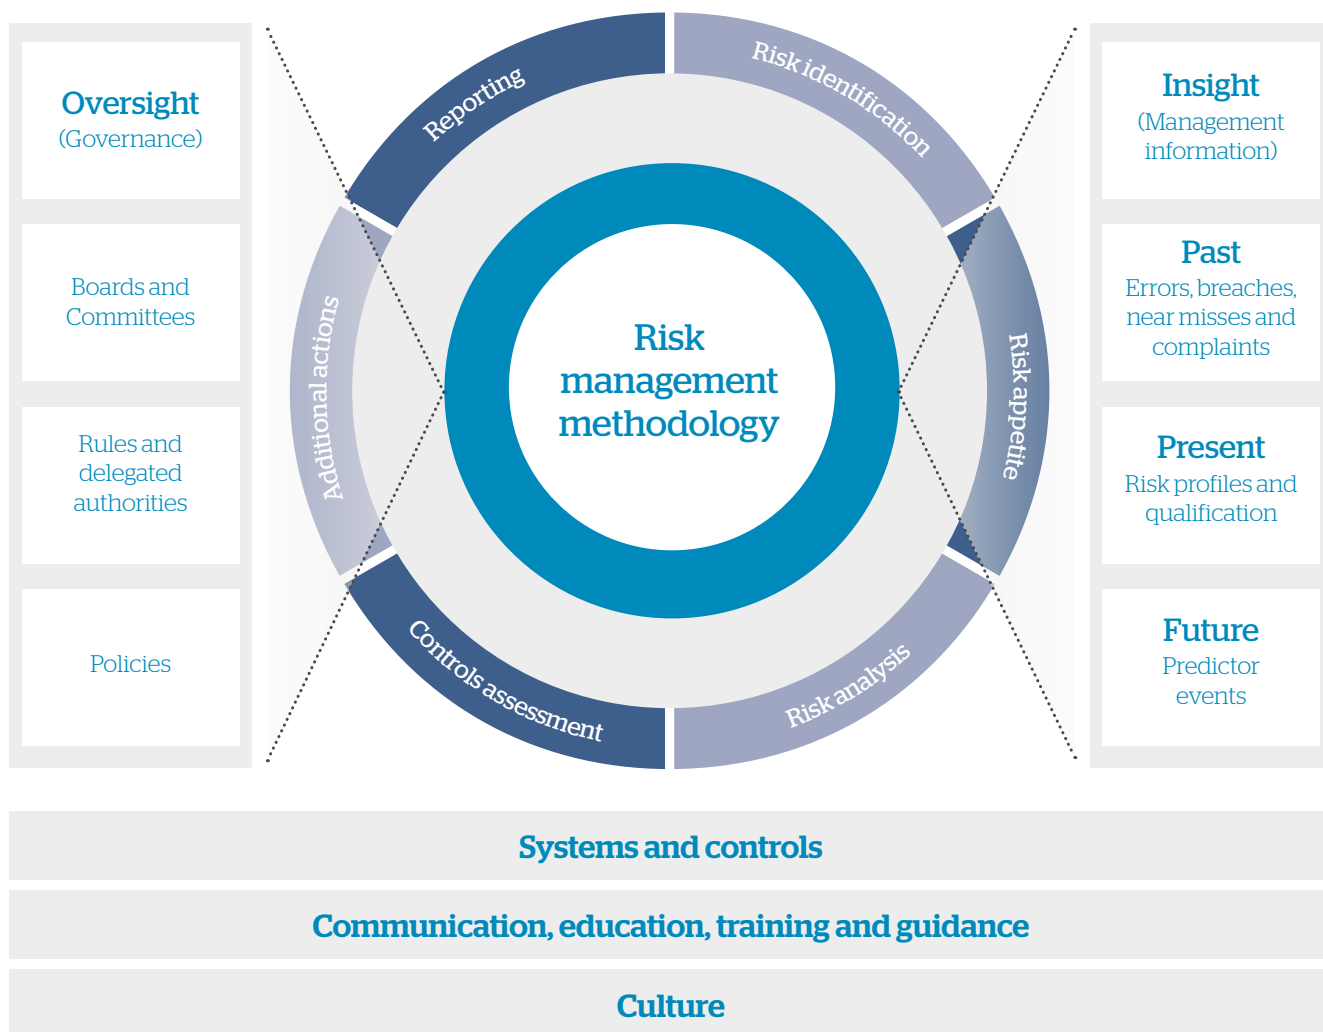 Oversight
(Governance)
Boards and
Committees
Rules and
delegated
authorities
Policies
Reporting
Risk identification
Additional actions
Risk appetite
Controls assessment
Risk analysis
Risk
management
methodology
Insight
(Management
information)
Past
Errors, breaches,
near misses and
complaints
Present
Risk profiles and
qualification
Future
Predictor
events
Systems and controls
Communication, education, training and guidance
Culture